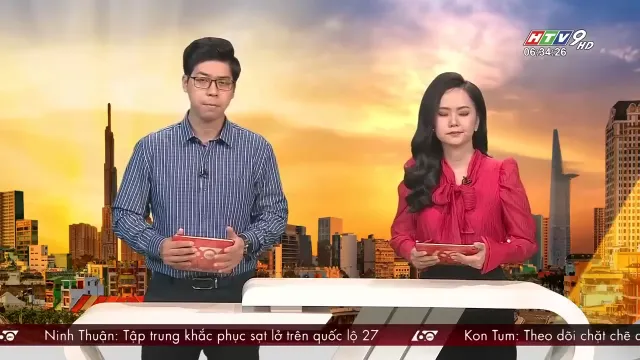 HTV9 HD
06:34:26
Ninh Thuận: Tập trung khắc phục sạt lở trên quốc lộ 27
Kon Tum: Theo dõi chặt chẽ